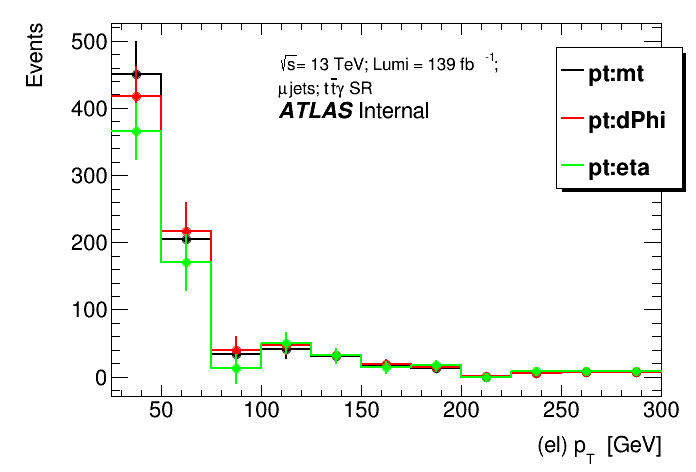 Events
500
400
300
200
100
0
√s= 13 TeV; Lumi = 139 fb⁻¹;
μjets; tt̄γ SR
ATLAS Internal
pt:mt
pt:dPhi
pt:eta
50 100 150 200 250 300
(el) p_T [GeV]